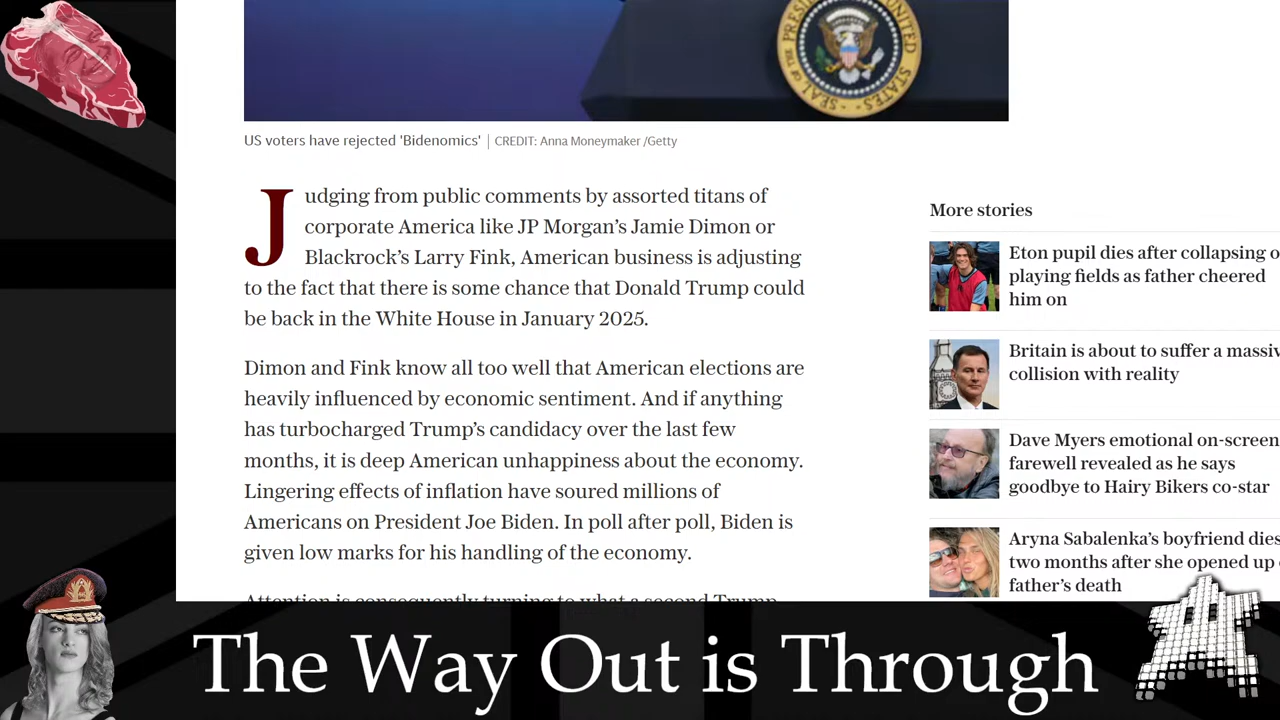 PRESI
UNITED
STATES
SEAL OF THE
US voters have rejected 'Bidenomics' | CREDIT: Anna Moneymaker /Getty
Judging from public comments by assorted titans of
corporate America like JP Morgan’s Jamie Dimon or
Blackrock’s Larry Fink, American business is adjusting
to the fact that there is some chance that Donald Trump could
be back in the White House in January 2025.
Dimon and Fink know all too well that American elections are
heavily influenced by economic sentiment. And if anything
has turbocharged Trump’s candidacy over the last few
months, it is deep American unhappiness about the economy.
Lingering effects of inflation have soured millions of
Americans on President Joe Biden. In poll after poll, Biden is
given low marks for his handling of the economy.
Attention is consequently turning to what a second Trump
More stories
Eton pupil dies after collapsing o
playing fields as father cheered
him on
Britain is about to suffer a massiv
collision with reality
Dave Myers emotional on-screen
farewell revealed as he says
goodbye to Hairy Bikers co-star
Aryna Sabalenka’s boyfriend dies
two months after she opened up
father’s death
The Way Out is Through